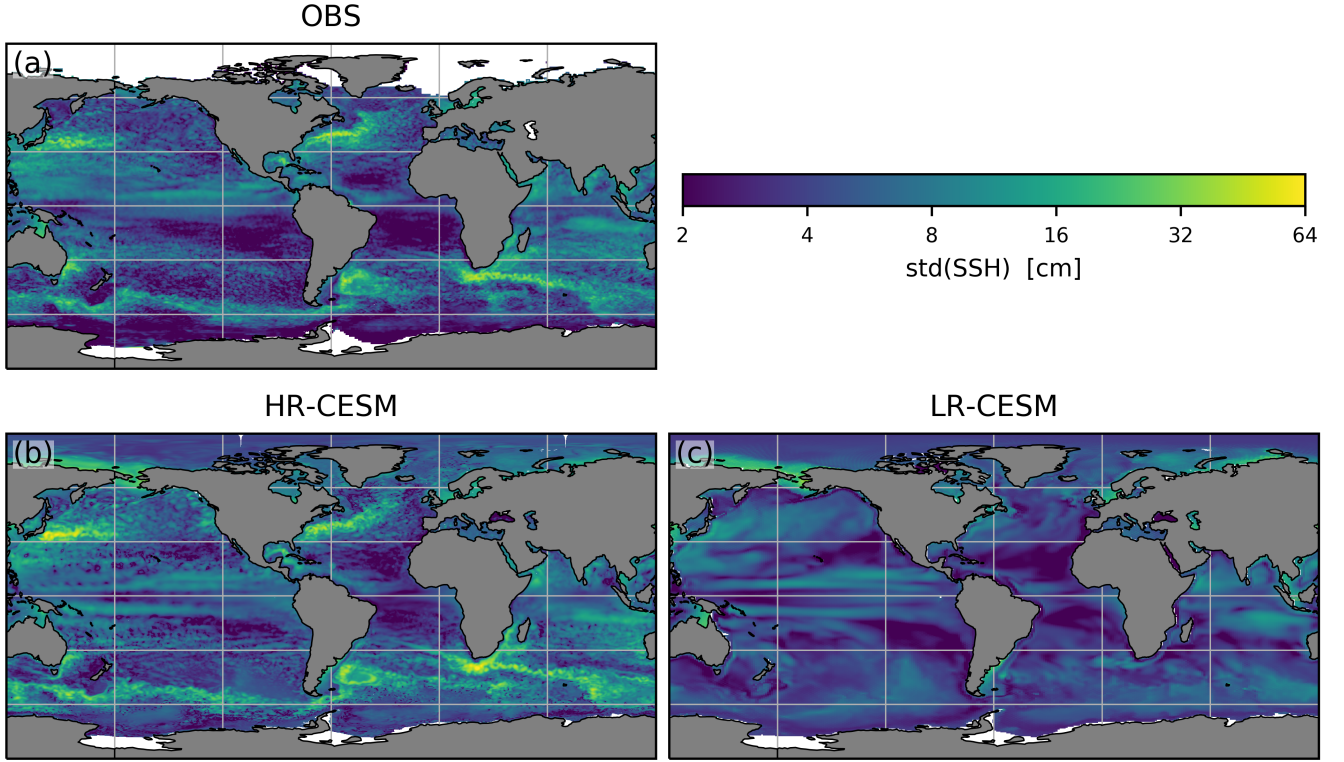 OBS
(a)
2 4 8 16 32 64
std(SSH) [cm]
HR-CESM
LR-CESM
(b)
(c)